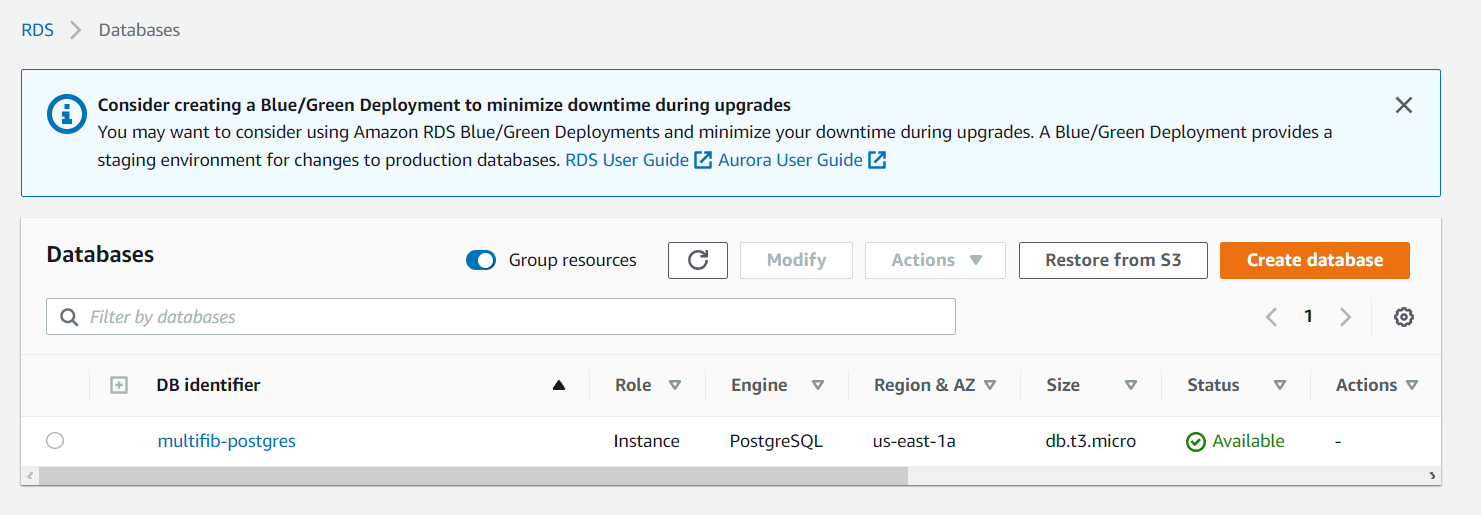 RDS > Databases
Consider creating a Blue/Green Deployment to minimize downtime during upgrades
You may want to consider using Amazon RDS Blue/Green Deployments and minimize your downtime during upgrades. A Blue/Green Deployment provides a
staging environment for changes to production databases. RDS User Guide Aurora User Guide
Databases Group resources Modify Actions Restore from S3 Create database
Filter by databases 1
DB identifier Role Engine Region & AZ Size Status Actions
multifib-postgres Instance PostgreSQL us-east-1a db.t3.micro Available -